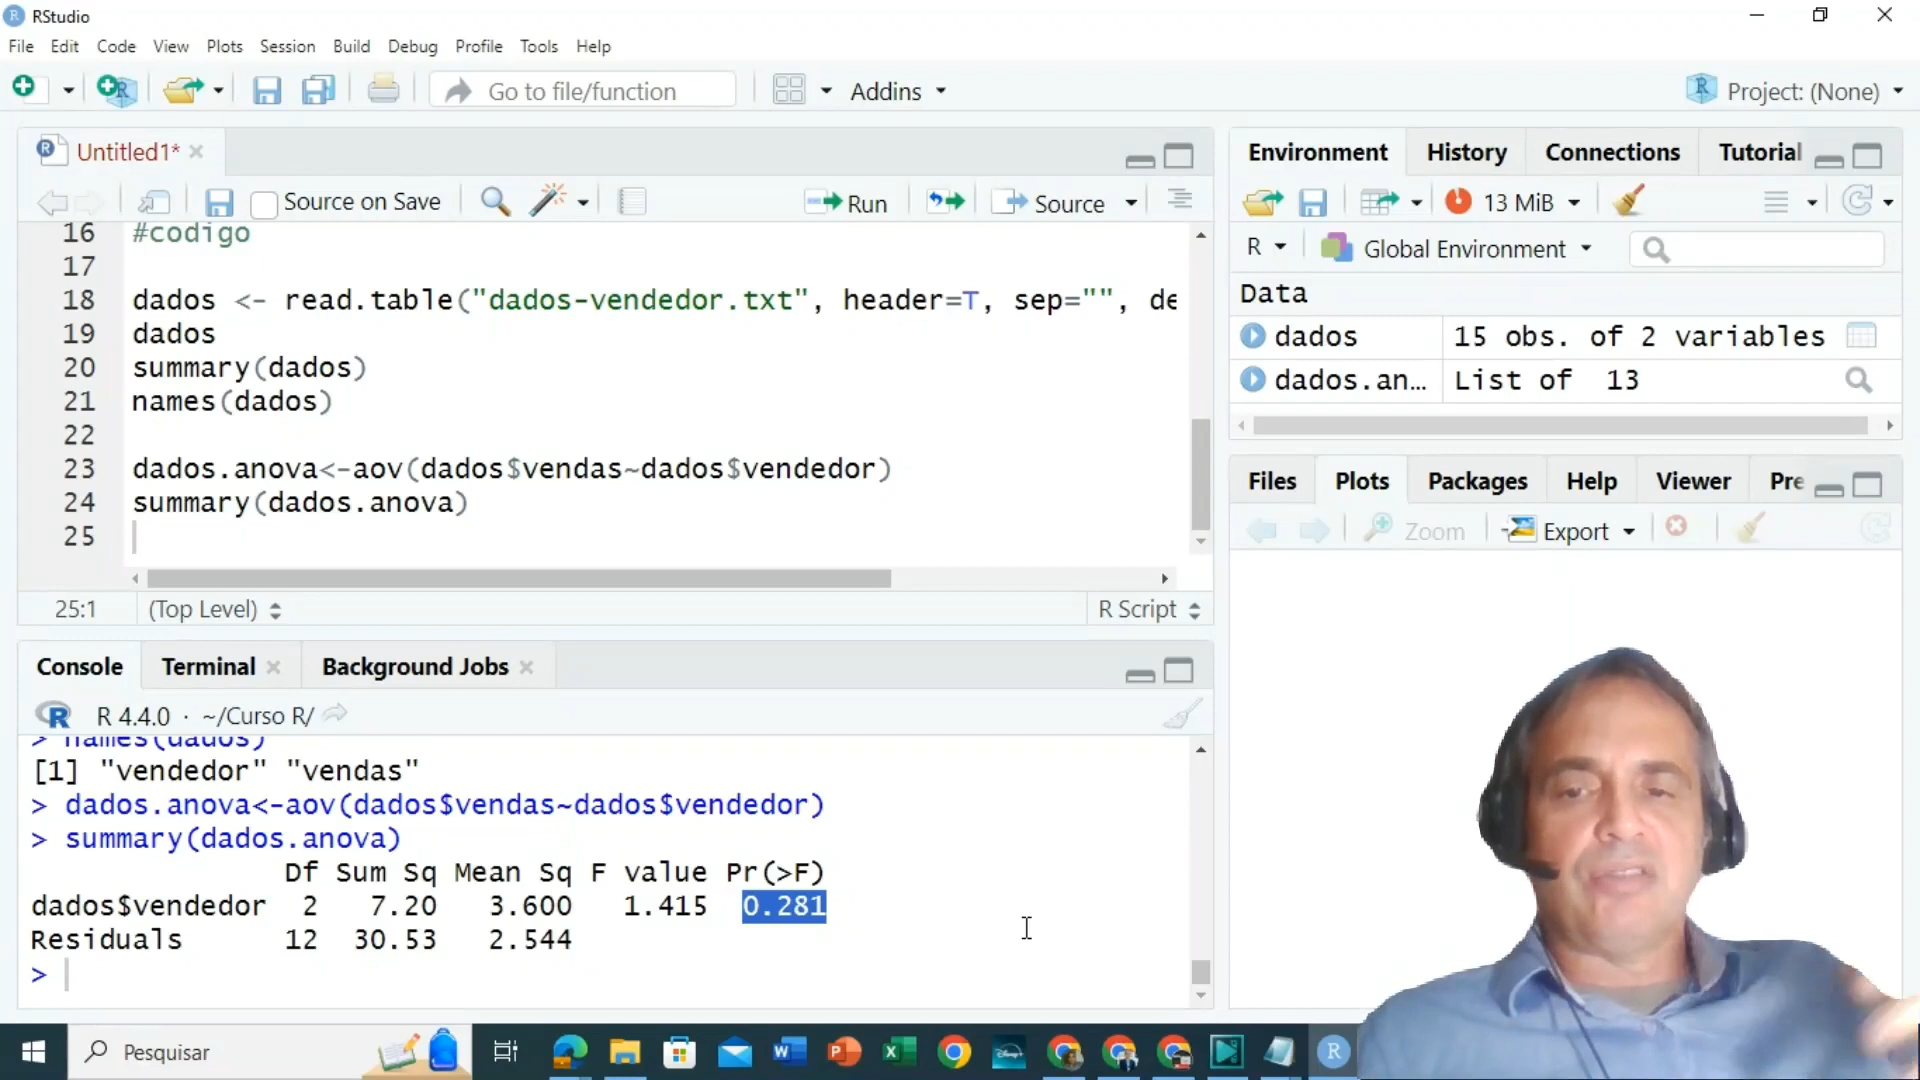 RStudio
File Edit Code View Plots Session Build Debug Profile Tools Help
Go to file/function Addins Project: (None)
Untitled1*
Source on Save Run Source
16 #codigo
17
18 dados <- read.table("dados-vendedor.txt", header=T, sep="", de
19 dados
20 summary(dados)
21 names(dados)
22
23 dados.anova<-aov(dados$vendas~dados$vendedor)
24 summary(dados.anova)
25
25:1 (Top Level) R Script
Console Terminal Background Jobs
R 4.4.0 · ~/Curso R/
> names(dados)
[1] "vendedor" "vendas"
> dados.anova<-aov(dados$vendas~dados$vendedor)
> summary(dados.anova)
Df Sum Sq Mean Sq F value Pr(>F)
dados$vendedor 2 7.20 3.600 1.415 0.281
Residuals 12 30.53 2.544
>
Environment History Connections Tutorial
13 MiB
R Global Environment
Data
dados 15 obs. of 2 variables
dados.an... List of 13
Files Plots Packages Help Viewer Pre
Zoom Export
Pesquisar